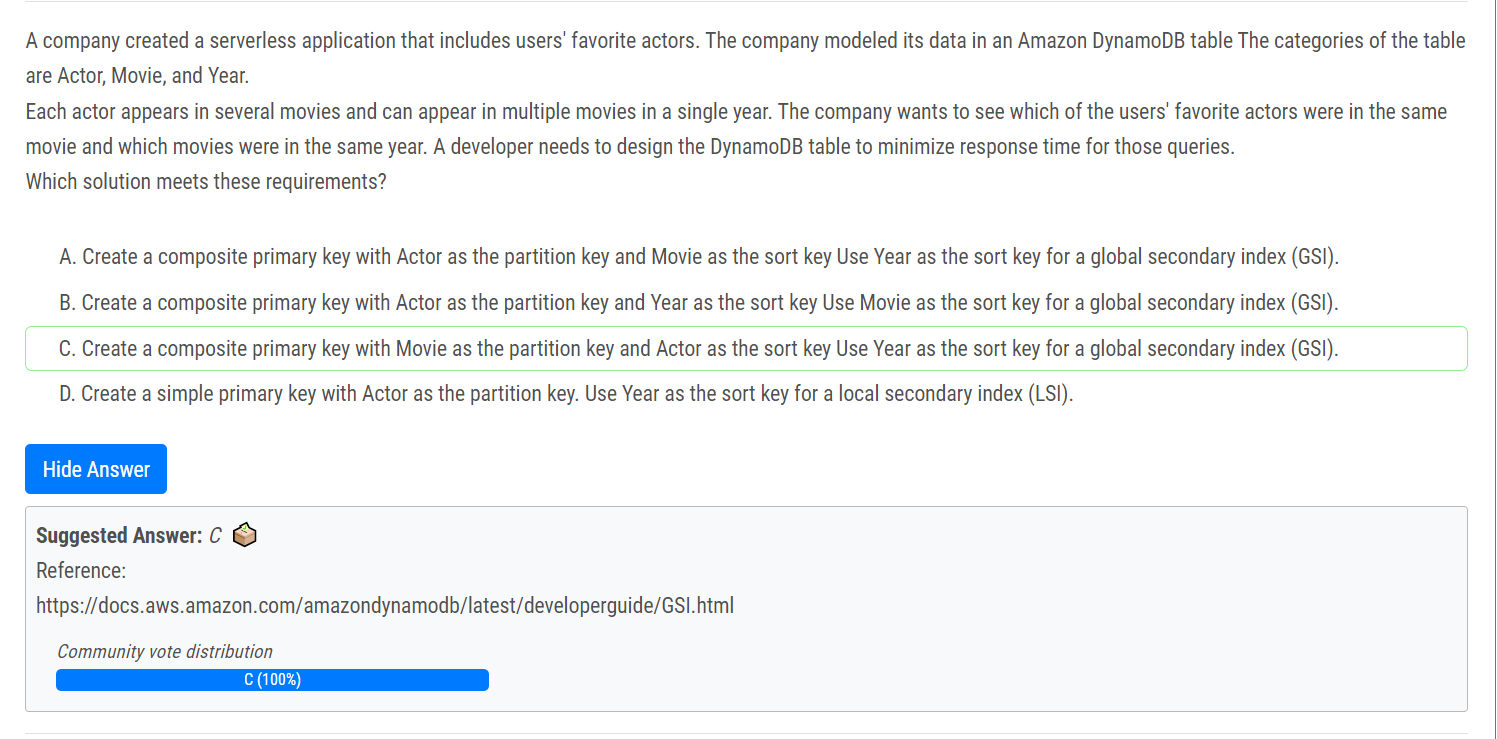 A company created a serverless application that includes users' favorite actors. The company modeled its data in an Amazon DynamoDB table The categories of the table
are Actor, Movie, and Year.
Each actor appears in several movies and can appear in multiple movies in a single year. The company wants to see which of the users' favorite actors were in the same
movie and which movies were in the same year. A developer needs to design the DynamoDB table to minimize response time for those queries.
Which solution meets these requirements?
A. Create a composite primary key with Actor as the partition key and Movie as the sort key Use Year as the sort key for a global secondary index (GSI).
B. Create a composite primary key with Actor as the partition key and Year as the sort key Use Movie as the sort key for a global secondary index (GSI).
C. Create a composite primary key with Movie as the partition key and Actor as the sort key Use Year as the sort key for a global secondary index (GSI).
D. Create a simple primary key with Actor as the partition key. Use Year as the sort key for a local secondary index (LSI).
Hide Answer
Suggested Answer: C
Reference:
https://docs.aws.amazon.com/amazondynamodb/latest/developerguide/GSI.html
Community vote distribution
C (100%)